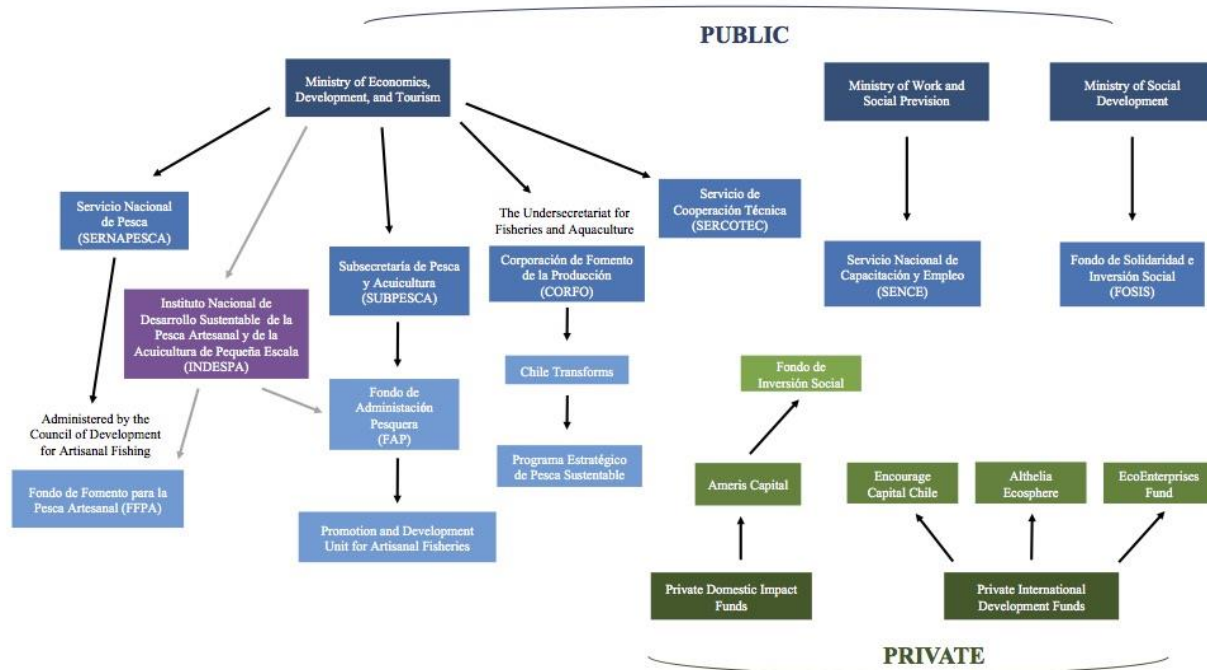 PUBLIC
Ministry of Economics,
Development, and Tourism
Ministry of Work and
Social Prevision
Ministry of Social
Development
Servicio Nacional
de Pesca
(SERNAPESCA)
The Undersecretariat for
Fisheries and Aquaculture
Servicio de
Cooperación Técnica
(SERCOTEC)
Subsecretaría de Pesca
y Acuicultura
(SUBPESCA)
Corporación de Fomento
de la Producción
(CORFO)
Servicio Nacional de
Capacitación y Empleo
(SENCE)
Fondo de Solidaridad e
Inversión Social
(FOSIS)
Instituto Nacional de
Desarrollo Sustentable de la
Pesca Artesanal y de la
Acuicultura de Pequeña Escala
(INDESPA)
Chile Transforms
Fondo de
Inversión Social
Fondo de
Administación
Pesquera
(FAP)
Administered by the
Council of Development
for Artisanal Fishing
Fondo de Fomento para la
Pesca Artesanal (FFPA)
Programa Estratégico
de Pesca Sustentable
Ameris Capital
Encourage
Capital Chile
Althelia
Ecosphere
EcoEnterprises
Fund
Promotion and Development
Unit for Artisanal Fisheries
Private Domestic Impact
Funds
Private International
Development Funds
PRIVATE